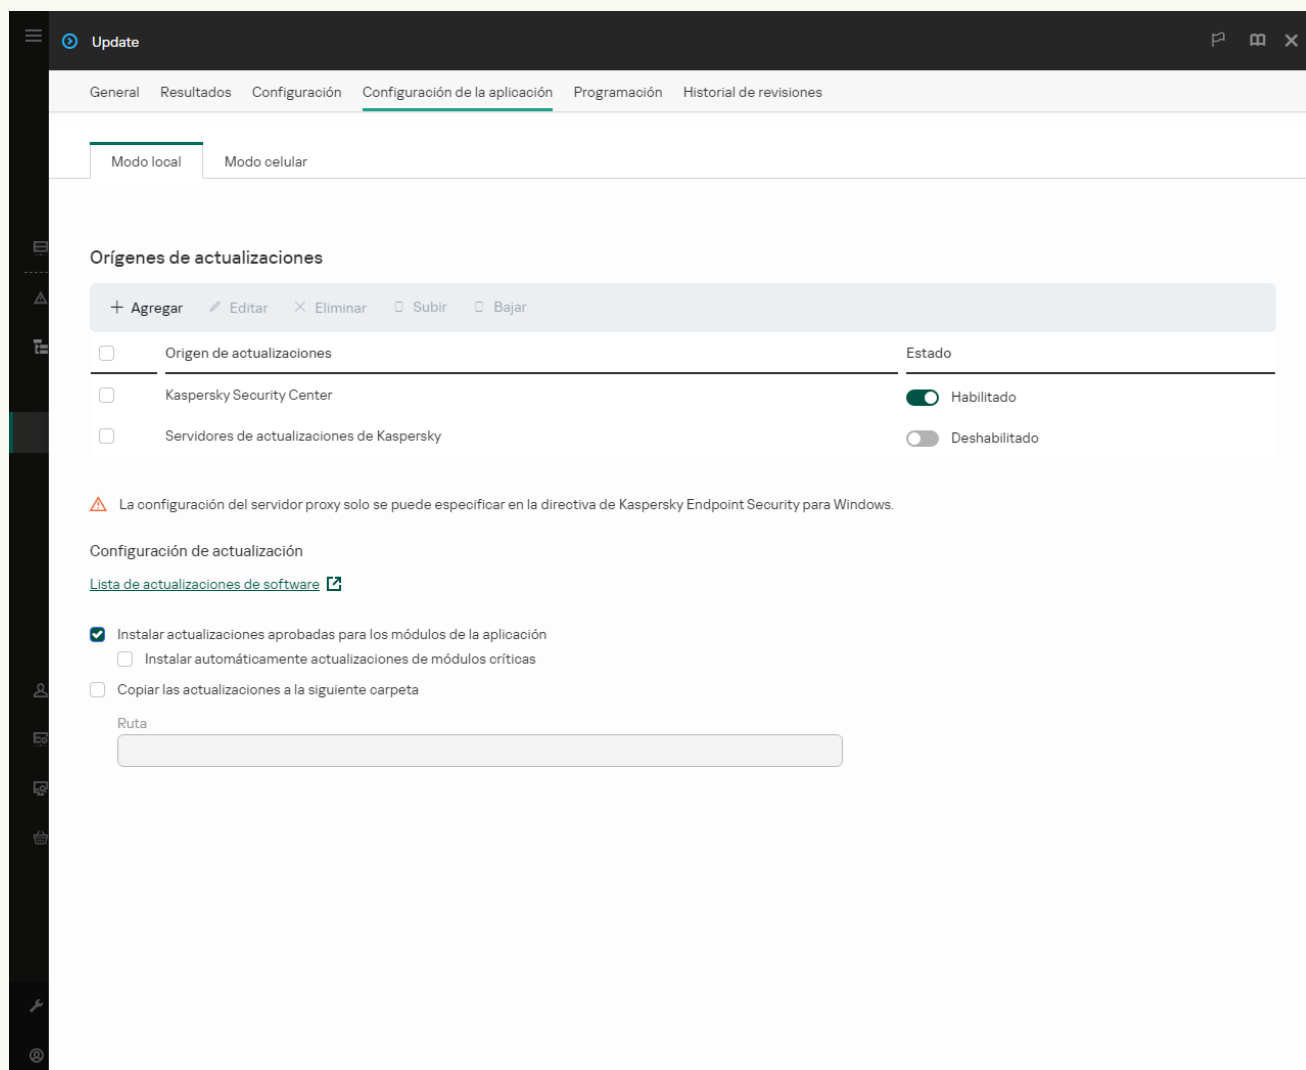 Update
General Resultados Configuración Configuración de la aplicación Programación Historial de revisiones
Modo local Modo celular
Orígenes de actualizaciones
Agregar Editar Eliminar Subir Bajar
Origen de actualizaciones Estado
Kaspersky Security Center Habilitado
Servidores de actualizaciones de Kaspersky Deshabilitado
La configuración del servidor proxy solo se puede especificar en la directiva de Kaspersky Endpoint Security para Windows.
Configuración de actualización
Lista de actualizaciones de software
Instalar actualizaciones aprobadas para los módulos de la aplicación
Instalar automáticamente actualizaciones de módulos críticas
Copiar las actualizaciones a la siguiente carpeta
Ruta